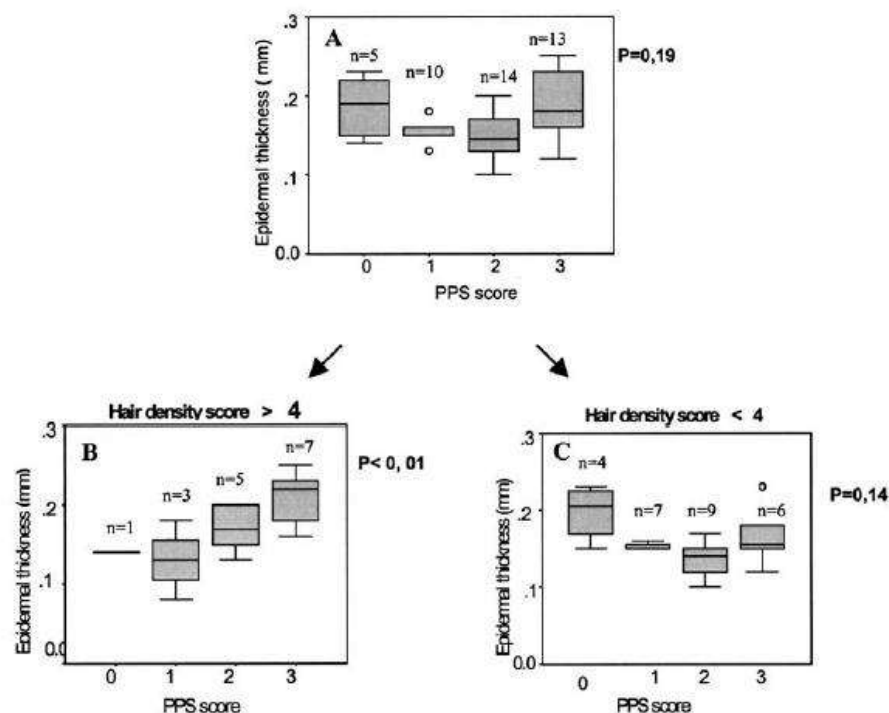 A
n=5
n=10
n=14
n=13
P=0,19
Epidermal thickness ( mm)
.3
.2
.1
0.0
0 1 2 3
PPS score
Hair density score > 4
B
n=1
n=3
n=5
n=7
P< 0, 01
Epidermal thickness (mm)
.3
.2
.1
0.0
0 1 2 3
PPS score
Hair density score < 4
C
n=4
n=7
n=9
n=6
P=0,14
Epidermal thickness (mm)
.3
.2
.1
0.0
0 1 2 3
PPS score